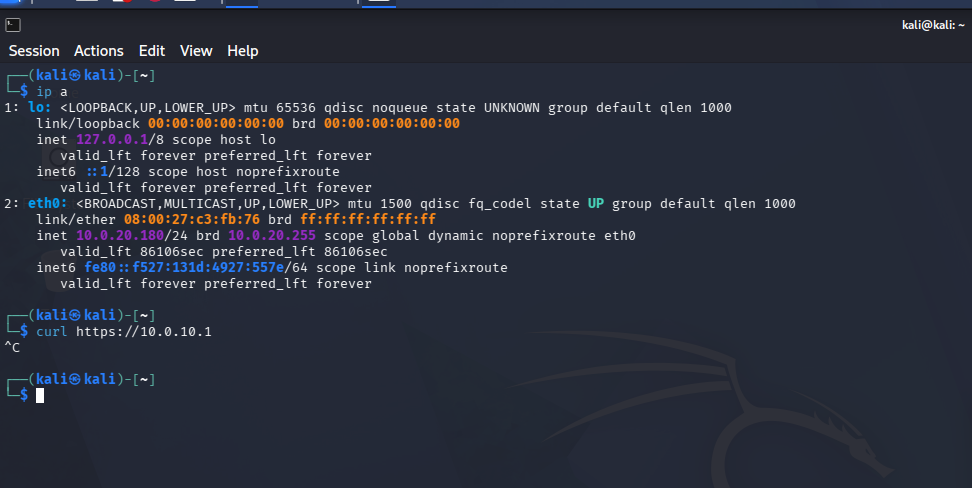 kali@kali: ~
Session Actions Edit View Help
┌──(kali㉿kali)-[~]
└─$ ip a
1: lo: <LOOPBACK,UP,LOWER_UP> mtu 65536 qdisc noqueue state UNKNOWN group default qlen 1000
    link/loopback 00:00:00:00:00:00 brd 00:00:00:00:00:00
    inet 127.0.0.1/8 scope host lo
       valid_lft forever preferred_lft forever
    inet6 ::1/128 scope host noprefixroute
       valid_lft forever preferred_lft forever
2: eth0: <BROADCAST,MULTICAST,UP,LOWER_UP> mtu 1500 qdisc fq_codel state UP group default qlen 1000
    link/ether 08:00:27:c3:fb:76 brd ff:ff:ff:ff:ff:ff
    inet 10.0.20.180/24 brd 10.0.20.255 scope global dynamic noprefixroute eth0
       valid_lft 86106sec preferred_lft 86106sec
    inet6 fe80::f527:131d:4927:557e/64 scope link noprefixroute
       valid_lft forever preferred_lft forever
┌──(kali㉿kali)-[~]
└─$ curl https://10.0.10.1
^C
┌──(kali㉿kali)-[~]
└─$